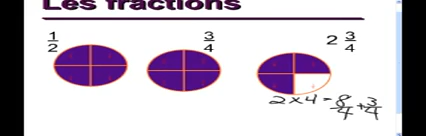 Les fractions
1/2 3/4 2 3/4
2 x 4 = 8/4 + 3/4